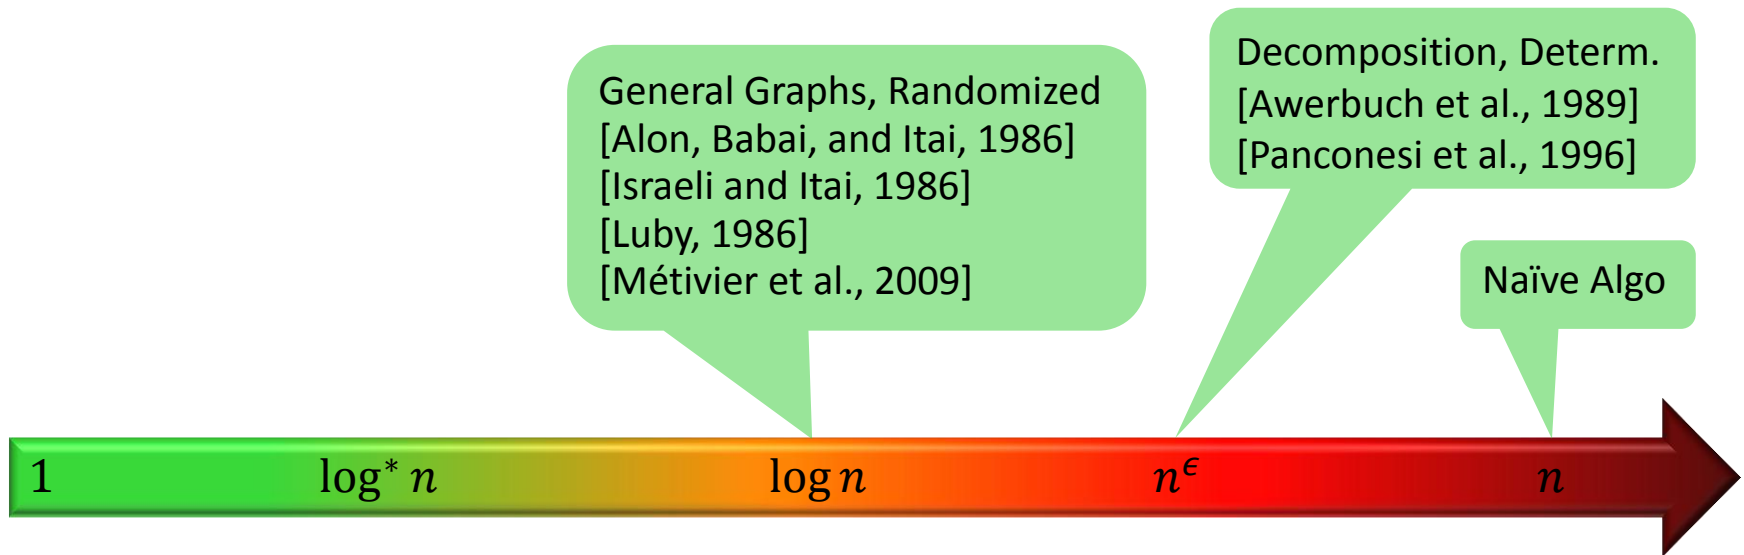 General Graphs, Randomized
[Alon, Babai, and Itai, 1986]
[Israeli and Itai, 1986]
[Luby, 1986]
[Métivier et al., 2009]
Decomposition, Determ.
[Awerbuch et al., 1989]
[Panconesi et al., 1996]
Naïve Algo
1 log* n log n n^ϵ n